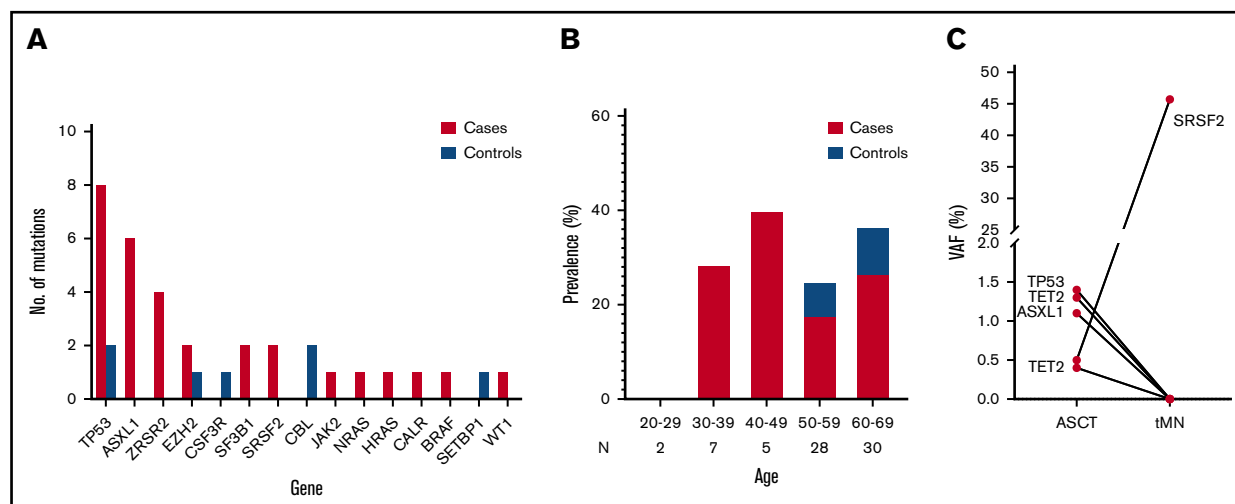 A
Cases
Controls
No. of mutations
10
8
6
4
2
0
TP53
ASXL1
ZRSR2
EZH2
CSF3R
SF3B1
SRSF2
CBL
JAK2
NRAS
HRAS
CALR
BRAF
SETBP1
WT1
Gene
B
Cases
Controls
Prevalence (%)
60
40
20
0
20-29 30-39 40-49 50-59 60-69
N 2 7 5 28 30
Age
C
VAF (%)
50
45
40
35
30
25
2.0
1.5
1.0
0.5
0.0
SRSF2
TP53
TET2
ASXL1
TET2
ASCT tMN